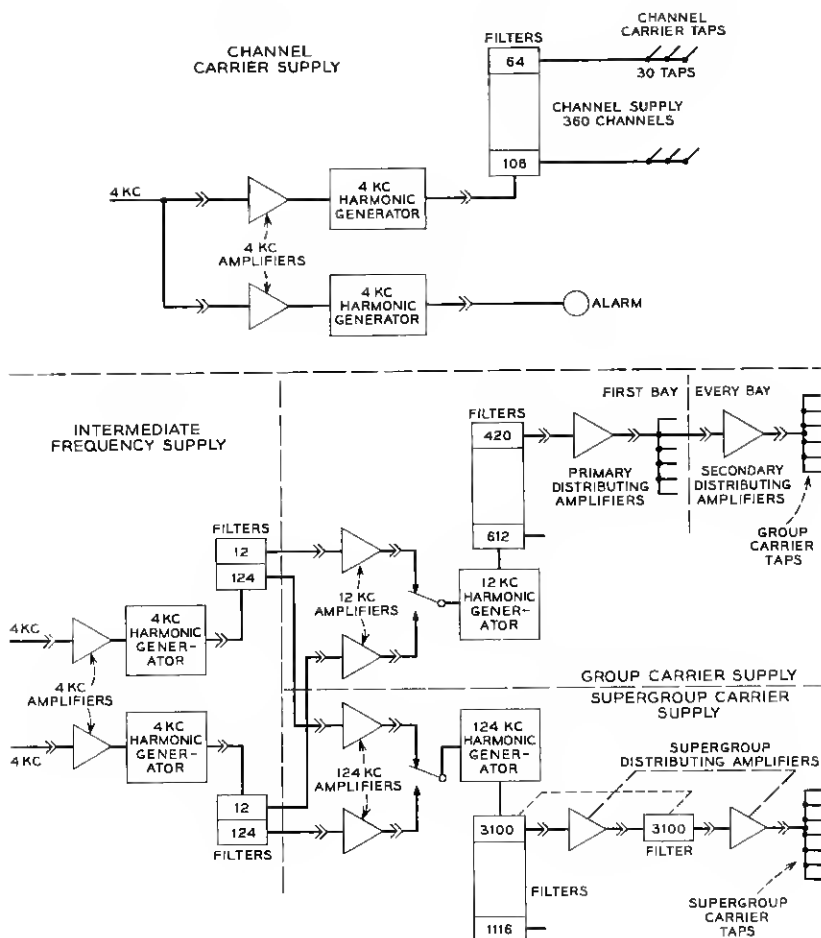 CHANNEL
CARRIER SUPPLY
FILTERS
64
108
CHANNEL
CARRIER TAPS
30 TAPS
CHANNEL SUPPLY
360 CHANNELS
4 KC
4 KC
AMPLIFIERS
4 KC
HARMONIC
GENERATOR
4 KC
HARMONIC
GENERATOR
ALARM
INTERMEDIATE
FREQUENCY SUPPLY
FILTERS
12
124
4KC
4 KC
HARMONIC
GENER-
ATOR
4 KC
AMPLIFIERS
4KC
4 KC
HARMONIC
GENER-
ATOR
12
124
FILTERS
12 KC
AMPLIFIERS
FILTERS
420
612
12 KC
HARMONIC
GENER-
ATOR
FIRST BAY
EVERY BAY
PRIMARY
DISTRIBUTING
AMPLIFIERS
SECONDARY
DISTRIBUTING
AMPLIFIERS
GROUP
CARRIER
TAPS
GROUP CARRIER SUPPLY
SUPERGROUP CARRIER
SUPPLY
124 KC
AMPLIFIERS
124 KC
HARMONIC
GENER-
ATOR
SUPERGROUP
DISTRIBUTING AMPLIFIERS
3100
3100
FILTER
FILTERS
1116
SUPERGROUP
CARRIER
TAPS